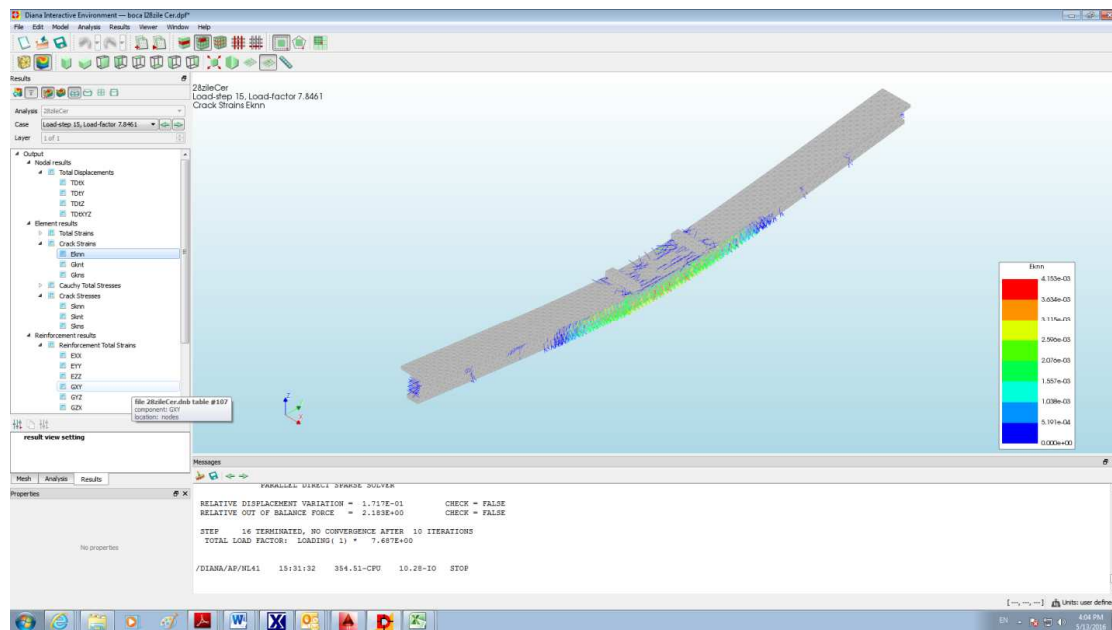 Diana Interactive Environment — boca [28zile Cer.dpf*
File Edit Model Analysis Results Viewer Window Help
Results
Analysis 28zileCer
Case Load-step 15, Load-factor 7.8461
Layer 1 of 1
Output
Nodal results
Total Displacements
TDtX
TDtY
TDtZ
TDtXYZ
Element results
Total Strains
Crack Strains
Eknn
Gknt
Gkns
Cauchy Total Stresses
Crack Stresses
Sknn
Sknt
Skns
Reinforcement results
Reinforcement Total Strains
EXX
EYY
EZZ
GXY
GYZ
GZX
file 28zileCer.dnb table #107
component: GXY
location: nodes
result view setting
Mesh Analysis Results
Properties
No properties
28zileCer
Load-step 15, Load-factor 7.8461
Crack Strains Eknn
Z
Y
X
Eknn
4.153e-03
3.634e-03
3.115e-03
2.596e-03
2.076e-03
1.557e-03
1.038e-03
5.191e-04
0.000e+00
Messages
PARALLEL DIRECT SPARSE SOLVER
RELATIVE DISPLACEMENT VARIATION = 1.717E-01 CHECK = FALSE
RELATIVE OUT OF BALANCE FORCE = 2.183E+00 CHECK = FALSE
STEP 16 TERMINATED, NO CONVERGENCE AFTER 10 ITERATIONS
TOTAL LOAD FACTOR: LOADING( 1) * 7.687E+00
/DIANA/AP/NL41 15:31:32 354.51-CPU 10.28-IO STOP
[---, ---, ---] Units: user define
EN 4:04 PM
5/13/2016